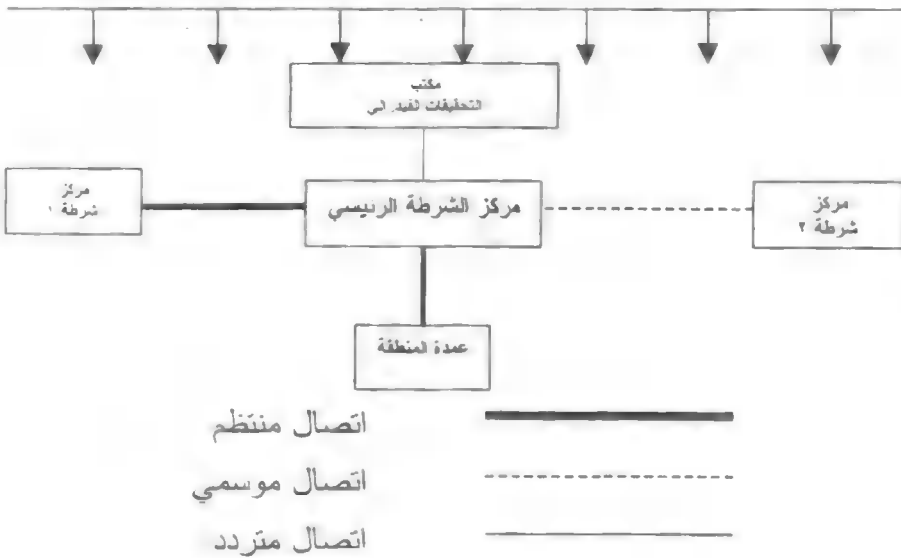 مكتب
التحقيقات الفيدرالي
مركز
شرطة ١
مركز الشرطة الرئيسي
مركز
شرطة ٢
عمدة المنطقة
اتصال منتظم
اتصال موسمي
اتصال متردد